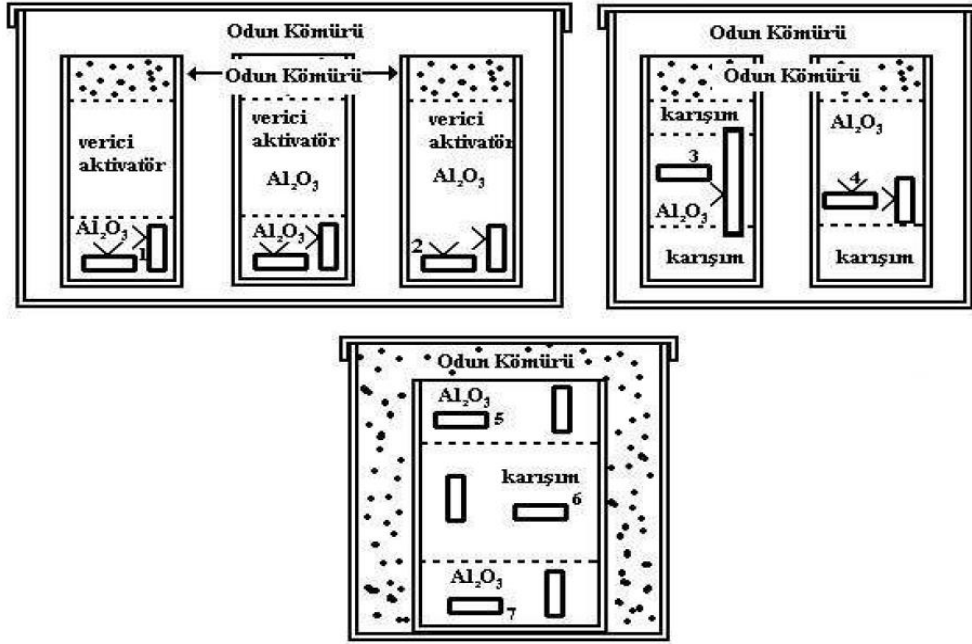 Odun Kömürü
Odun Kömürü
verici
aktivatör
Al₂O₃
1
verici
aktivatör
Al₂O₃
Al₂O₃
verici
aktivatör
Al₂O₃
2
Odun Kömürü
Odun Kömürü
karışım
3
Al₂O₃
karışım
Al₂O₃
4
karışım
Odun Kömürü
Al₂O₃
5
karışım
6
Al₂O₃
7